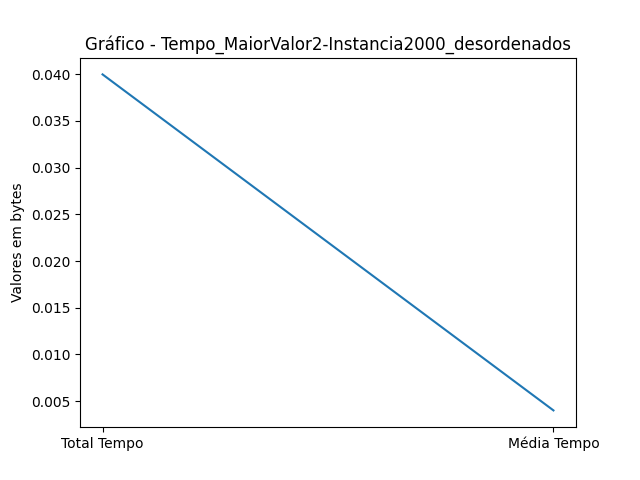 Gráfico - Tempo_MaiorValor2-Instancia2000_desordenados
Valores em bytes
0.040
0.035
0.030
0.025
0.020
0.015
0.010
0.005
Total Tempo
Média Tempo